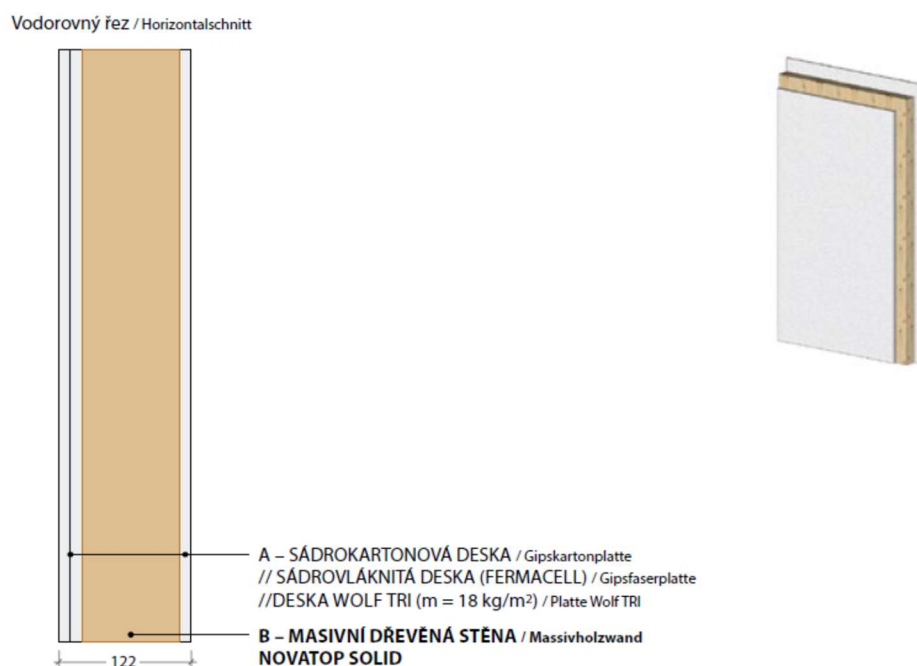 Vodorovný řez / Horizontalschnitt
A – SÁDROKARTONOVÁ DESKA / Gipskartonplatte
// SÁDROVLÁKNITÁ DESKA (FERMACELL) / Gipsfaserplatte
//DESKA WOLF TRI (m = 18 kg/m²) / Platte Wolf TRI
B – MASIVNÍ DŘEVĚNÁ STĚNA / Massivholzwand
NOVATOP SOLID
122